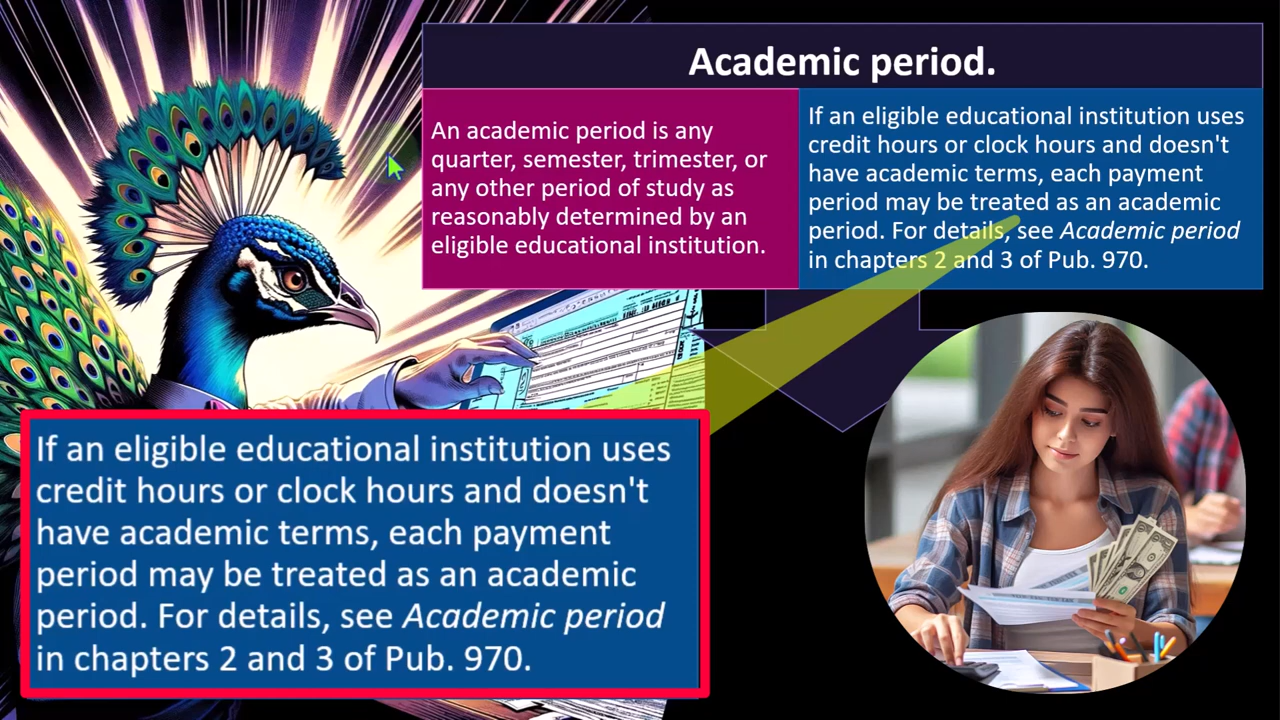 Academic period.
An academic period is any
quarter, semester, trimester, or
any other period of study as
reasonably determined by an
eligible educational institution.
If an eligible educational institution uses
credit hours or clock hours and doesn't
have academic terms, each payment
period may be treated as an academic
period. For details, see Academic period
in chapters 2 and 3 of Pub. 970.
If an eligible educational institution uses
credit hours or clock hours and doesn't
have academic terms, each payment
period may be treated as an academic
period. For details, see Academic period
in chapters 2 and 3 of Pub. 970.